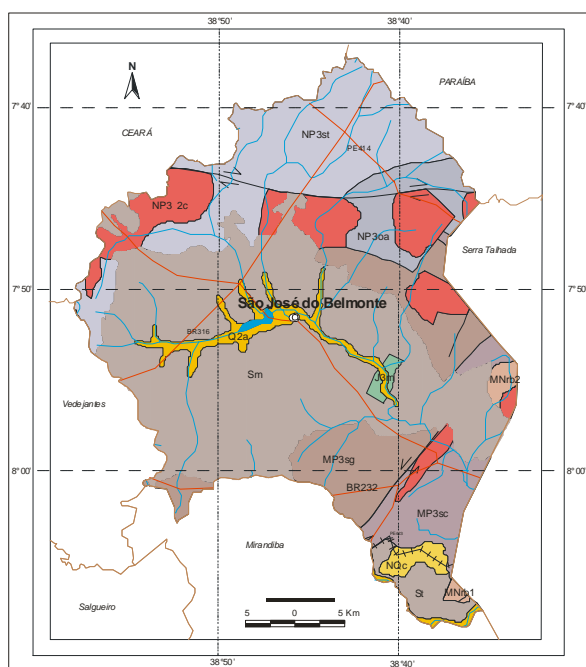 38°50' 38°40'
N
PARAÍBA
7°40' 7°40'
CEARÁ
NP3st
PE414
NP3 2c
NP3oa
Serra Talhada
7°50' 7°50'
São José do Belmonte
BR316
Q2a
Sm
J3m
MNrb2
Vedejantes
MP3sg
8°00' 8°00'
BR232
MP3sc
Mirandiba
NQc
St
MNrb1
Salgueiro
5 0 5 Km
38°50' 38°40'